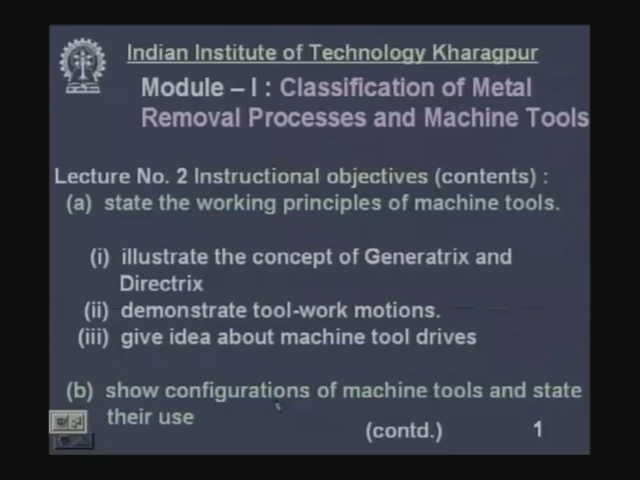 Indian Institute of Technology Kharagpur
Module – I : Classification of Metal
Removal Processes and Machine Tools
Lecture No. 2 Instructional objectives (contents) :
(a) state the working principles of machine tools.
(i) illustrate the concept of Generatrix and
Directrix
(ii) demonstrate tool-work motions.
(iii) give idea about machine tool drives
(b) show configurations of machine tools and state
their use
(contd.) 1